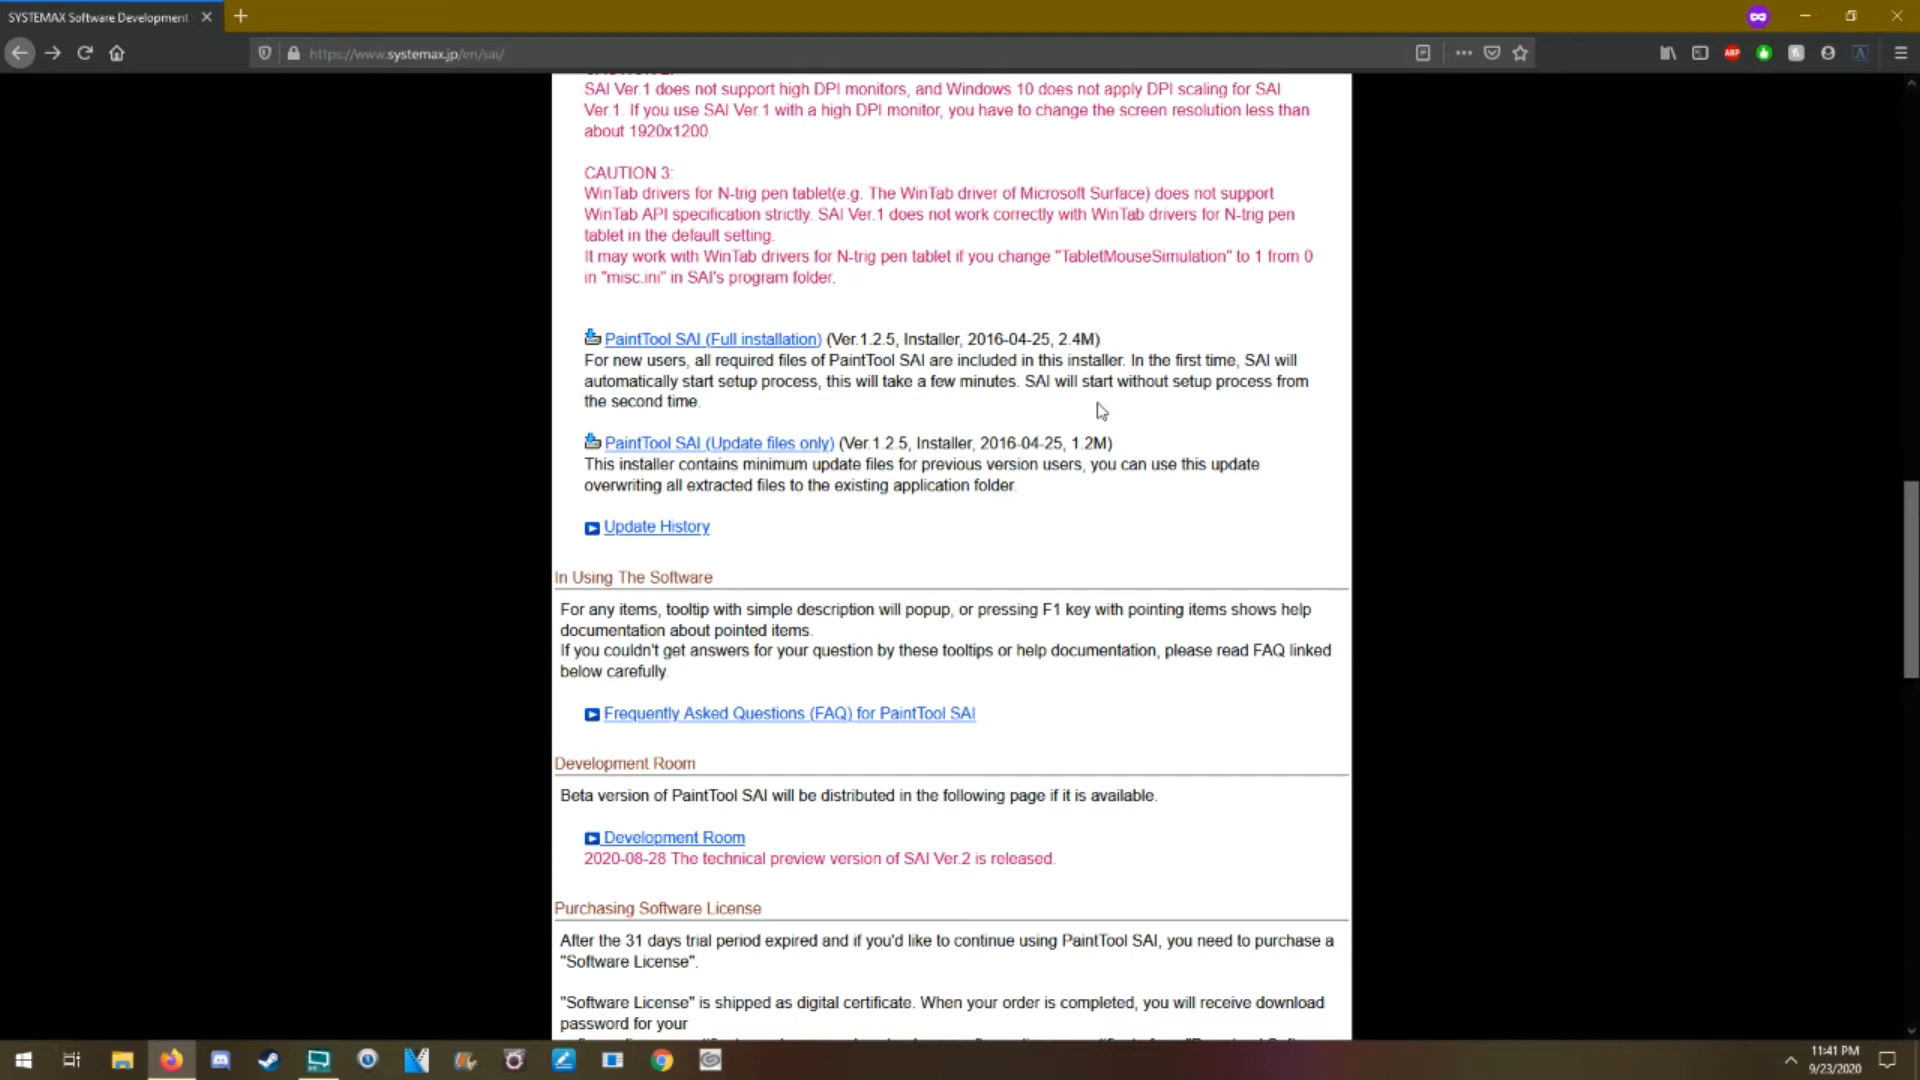 SYSTEMAX Software Development
https://www.systemax.jp/en/sai/
ABP
SAI Ver.1 does not support high DPI monitors, and Windows 10 does not apply DPI scaling for SAI
Ver.1. If you use SAI Ver.1 with a high DPI monitor, you have to change the screen resolution less than
about 1920x1200.
CAUTION 3:
WinTab drivers for N-trig pen tablet(e.g. The WinTab driver of Microsoft Surface) does not support
WinTab API specification strictly. SAI Ver.1 does not work correctly with WinTab drivers for N-trig pen
tablet in the default setting.
It may work with WinTab drivers for N-trig pen tablet if you change "TabletMouseSimulation" to 1 from 0
in "misc.ini" in SAI's program folder.
PaintTool SAI (Full installation) (Ver.1.2.5, Installer, 2016-04-25, 2.4M)
For new users, all required files of PaintTool SAI are included in this installer. In the first time, SAI will
automatically start setup process, this will take a few minutes. SAI will start without setup process from
the second time.
PaintTool SAI (Update files only) (Ver.1.2.5, Installer, 2016-04-25, 1.2M)
This installer contains minimum update files for previous version users, you can use this update
overwriting all extracted files to the existing application folder.
Update History
In Using The Software
For any items, tooltip with simple description will popup, or pressing F1 key with pointing items shows help
documentation about pointed items.
If you couldn't get answers for your question by these tooltips or help documentation, please read FAQ linked
below carefully.
Frequently Asked Questions (FAQ) for PaintTool SAI
Development Room
Beta version of PaintTool SAI will be distributed in the following page if it is available.
Development Room
2020-08-28 The technical preview version of SAI Ver.2 is released.
Purchasing Software License
After the 31 days trial period expired and if you'd like to continue using PaintTool SAI, you need to purchase a
"Software License".
"Software License" is shipped as digital certificate. When your order is completed, you will receive download
password for your
11:41 PM
9/23/2020